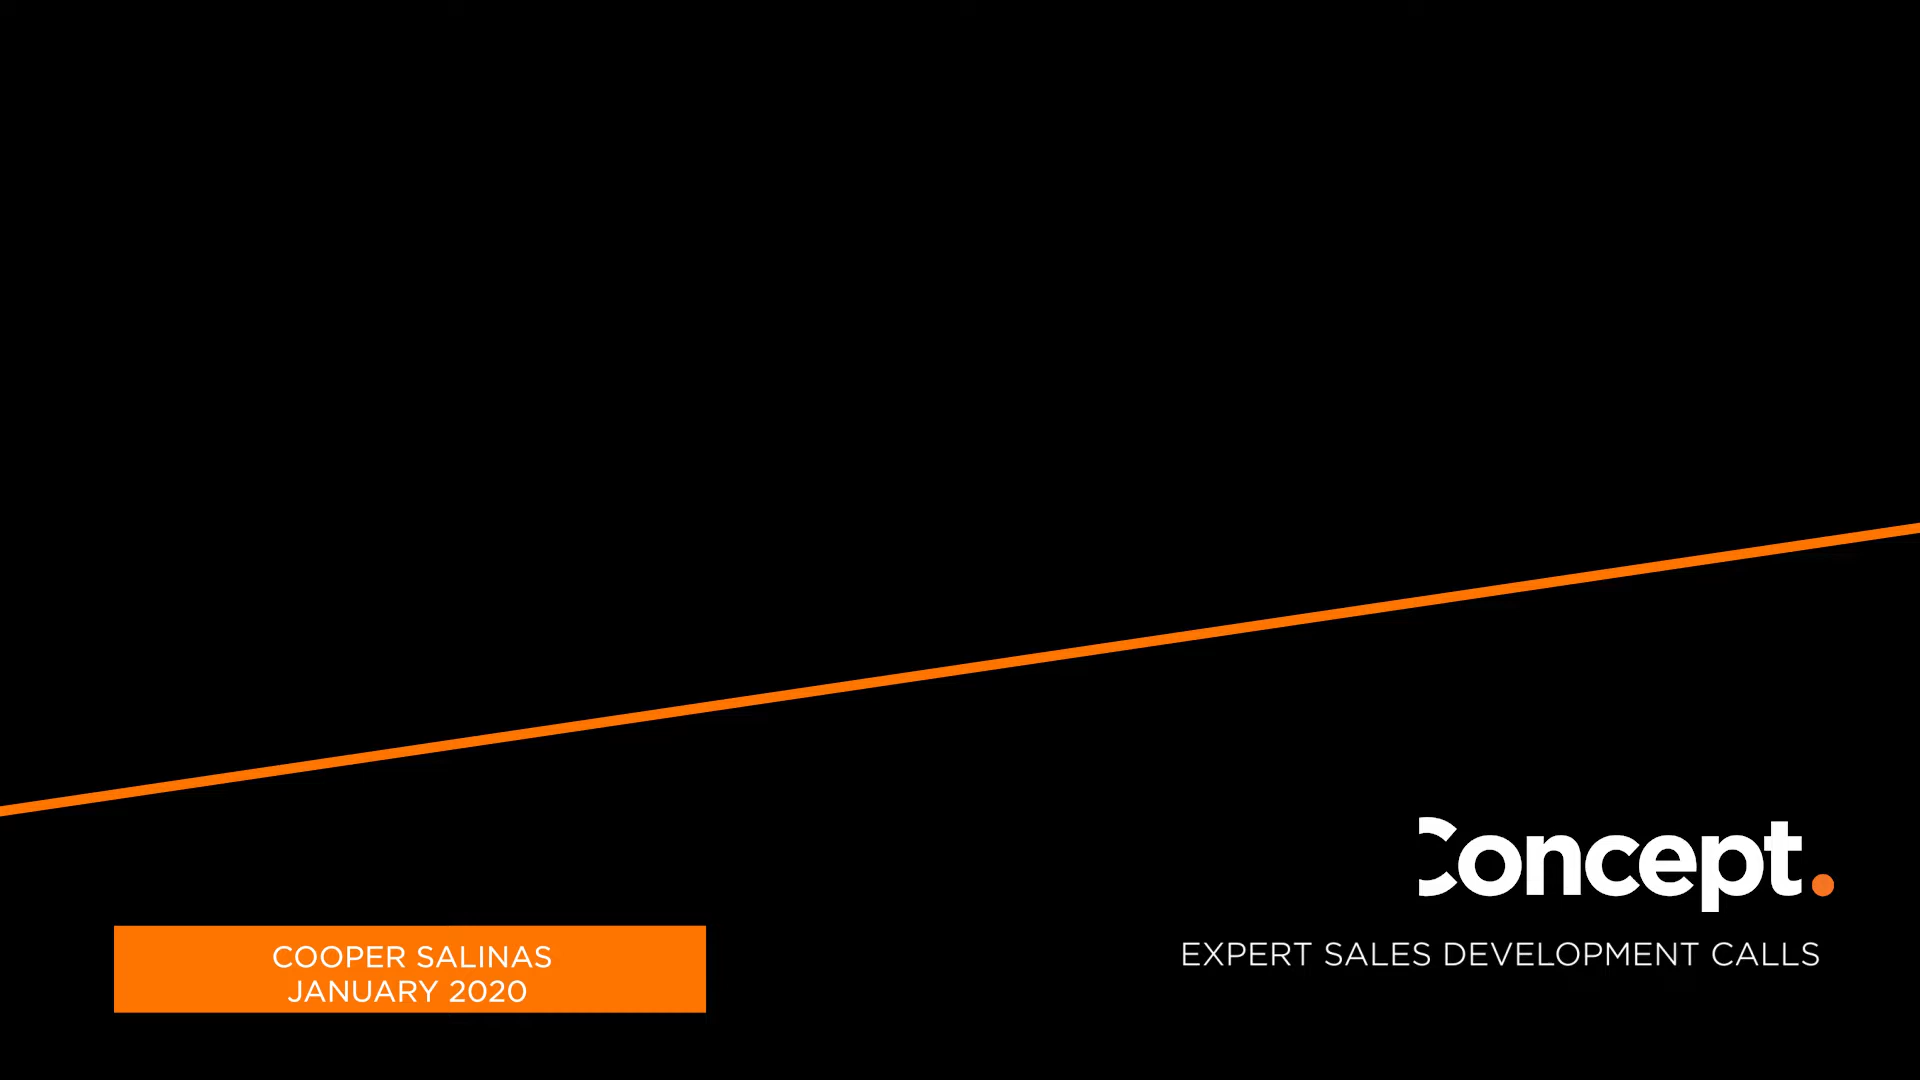 Concept.
EXPERT SALES DEVELOPMENT CALLS
COOPER SALINAS
JANUARY 2020